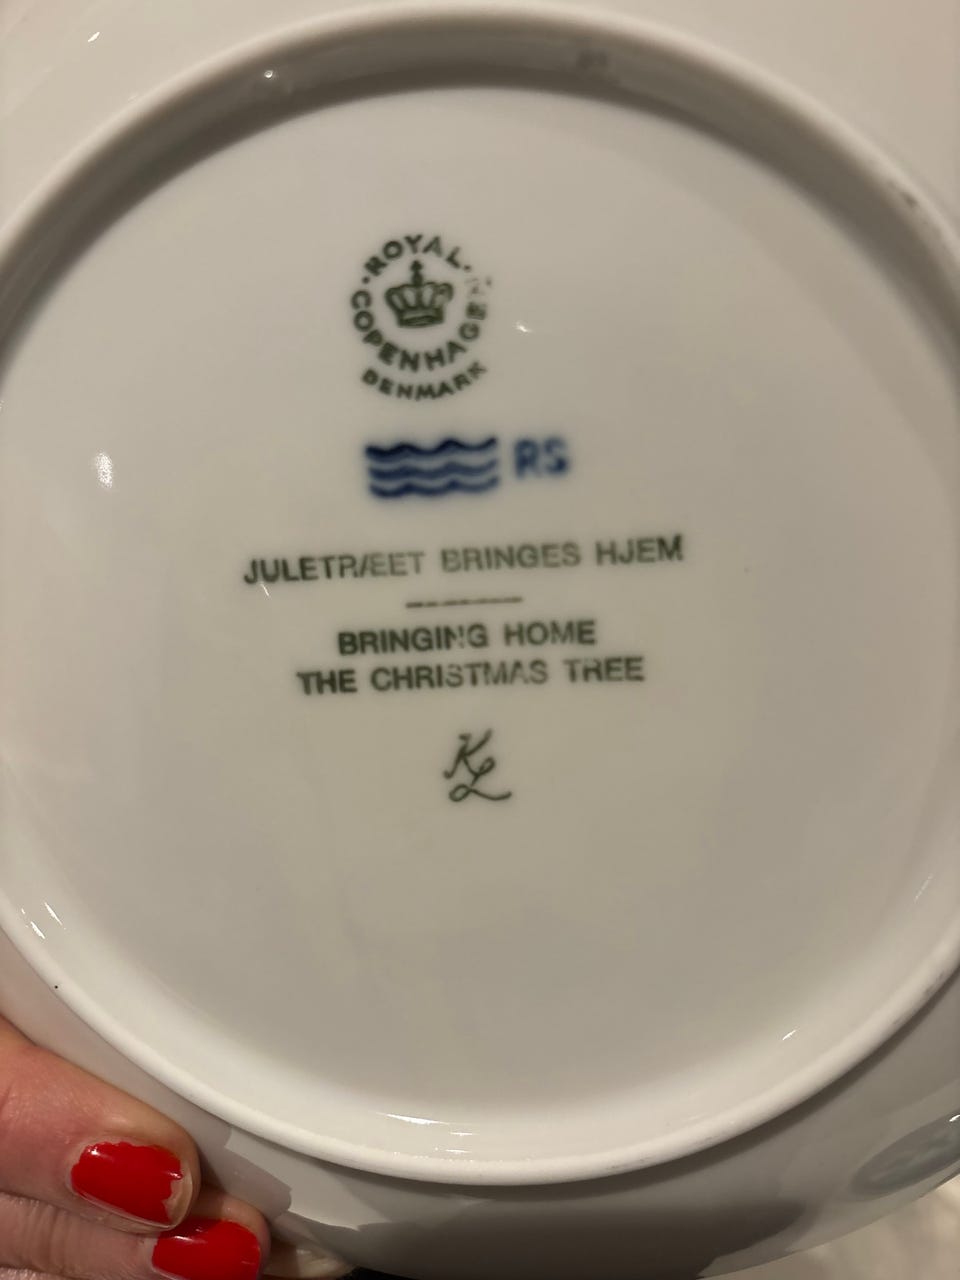 ROYAL COPENHAGEN
DENMARK
RS
JULETRÆET BRINGES HJEM
BRINGING HOME
THE CHRISTMAS TREE
KL